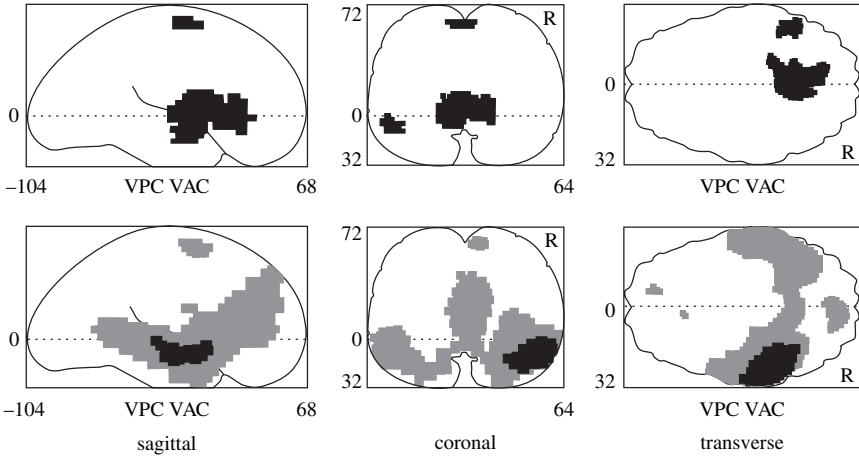 72 R
R
0 0 0
32 32
–104 VPC VAC 68 64 VPC VAC
72 R
R
0 0 0
32 32
–104 VPC VAC 68 64 VPC VAC
sagittal coronal transverse